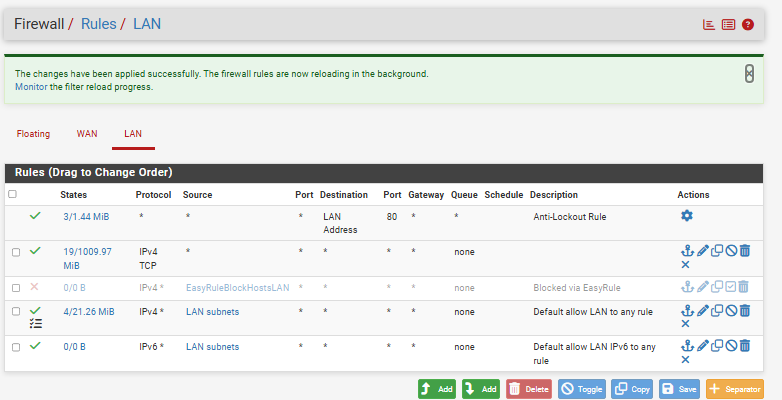 Firewall / Rules / LAN
The changes have been applied successfully. The firewall rules are now reloading in the background.
Monitor the filter reload progress.
Floating WAN LAN
Rules (Drag to Change Order)
States Protocol Source Port Destination Port Gateway Queue Schedule Description Actions
3/1.44 MiB * * * LAN Address 80 * * Anti-Lockout Rule
19/1009.97 MiB IPv4 TCP * * * * * none
0/0 B IPv4 * EasyRuleBlockHostsLAN * * * * none Blocked via EasyRule
4/21.26 MiB IPv4 * LAN subnets * * * * none Default allow LAN to any rule
0/0 B IPv6 * LAN subnets * * * * none Default allow LAN IPv6 to any rule
Add Add Delete Toggle Copy Save Separator